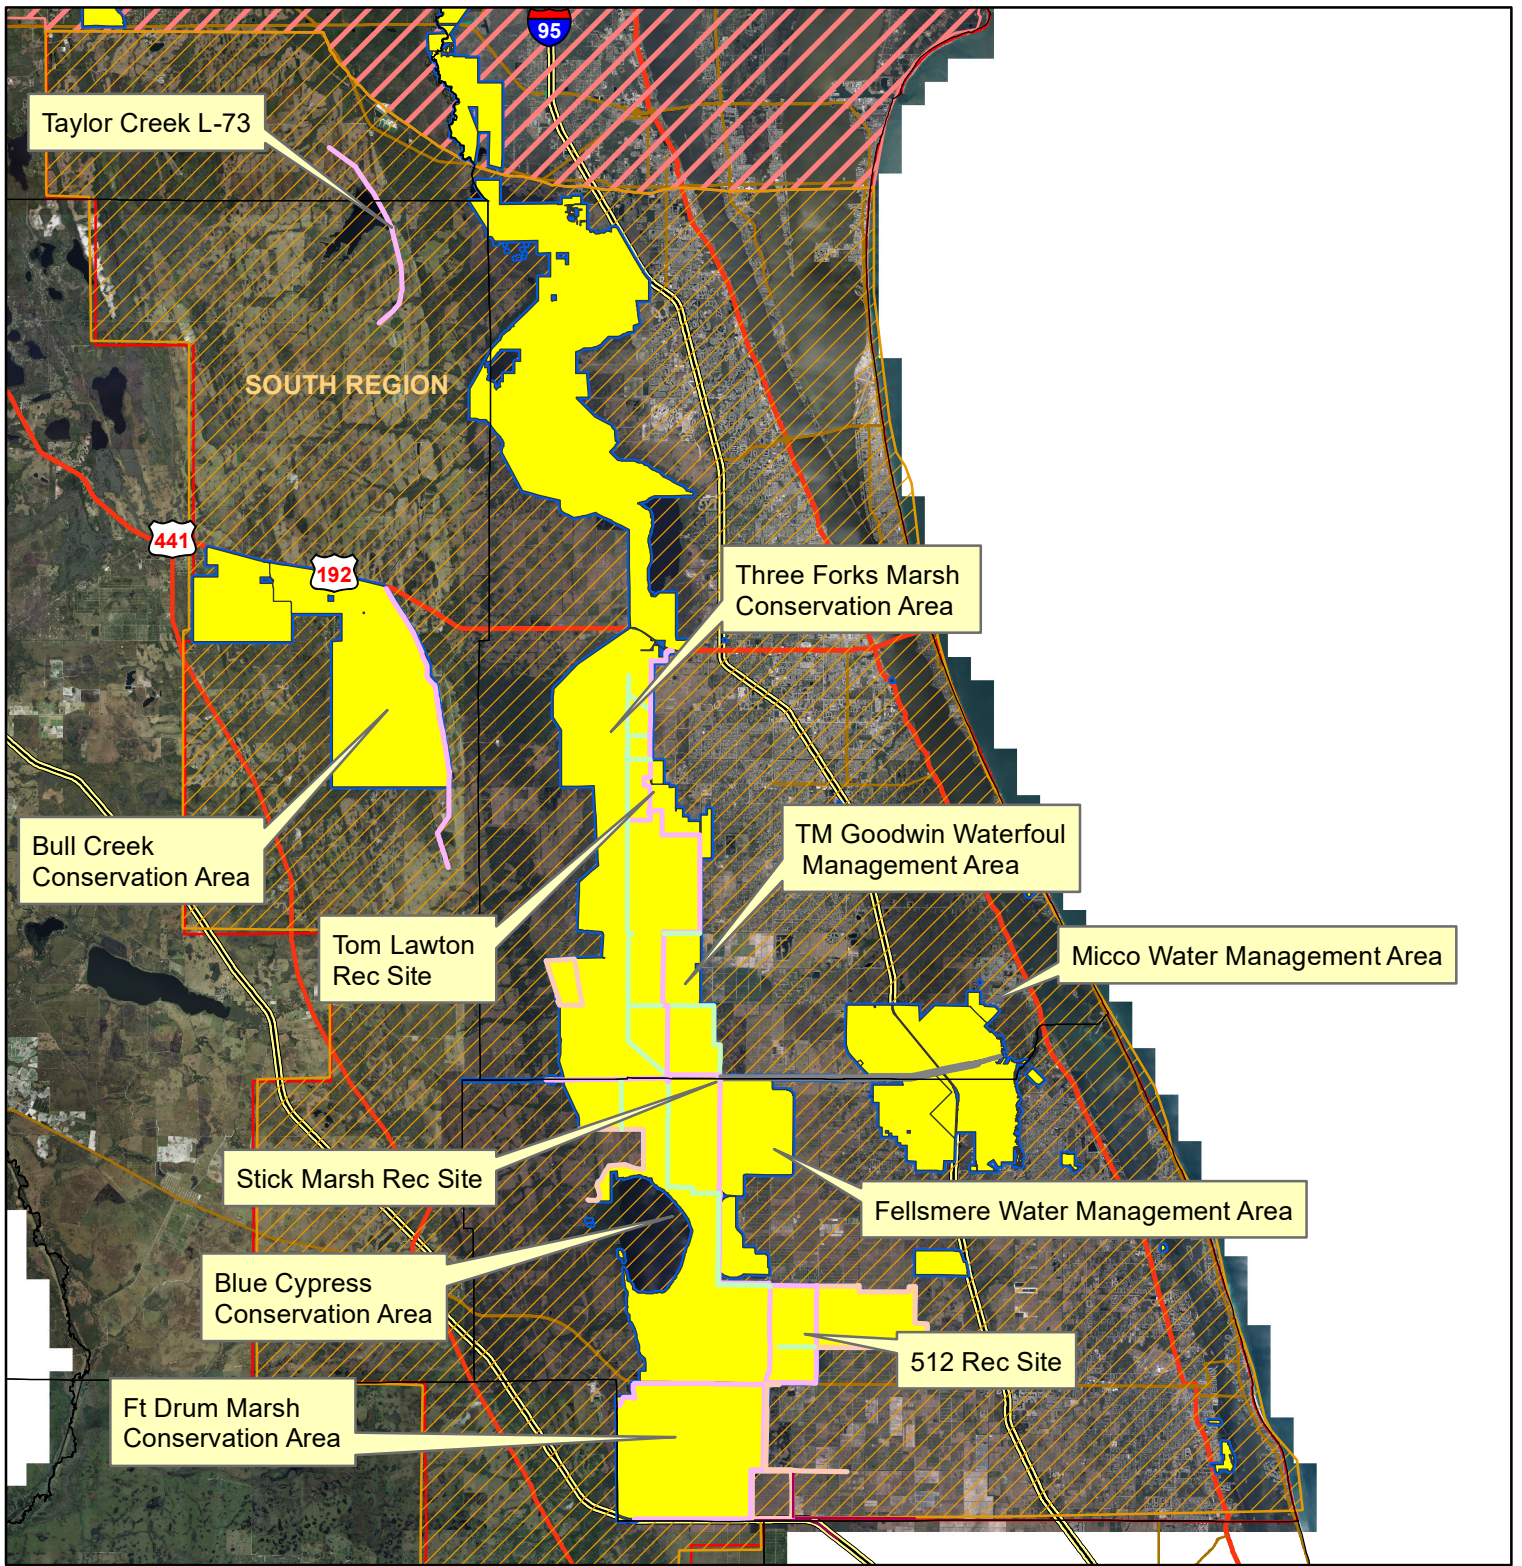 95
Taylor Creek L-73
SOUTH REGION
441
192
Three Forks Marsh
Conservation Area
Bull Creek
Conservation Area
TM Goodwin Waterfoul
Management Area
Tom Lawton
Rec Site
Micco Water Management Area
Stick Marsh Rec Site
Fellsmere Water Management Area
Blue Cypress
Conservation Area
512 Rec Site
Ft Drum Marsh
Conservation Area